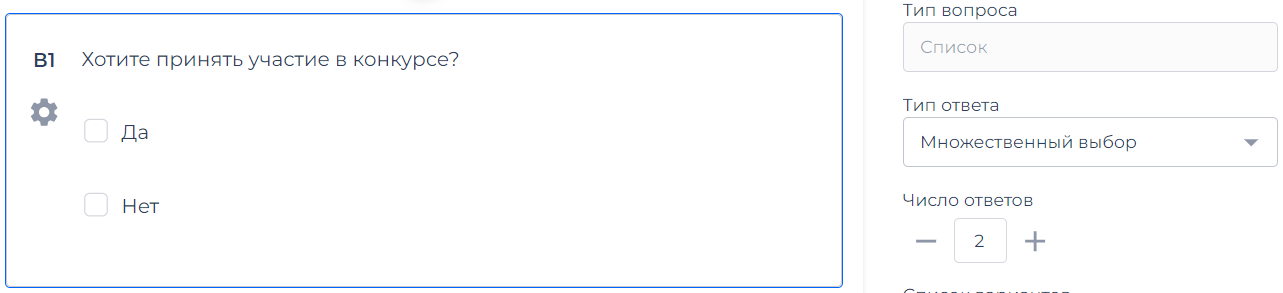 В1 Хотите принять участие в конкурсе?
Да
Нет
Тип вопроса
Список
Тип ответа
Множественный выбор
Число ответов
2